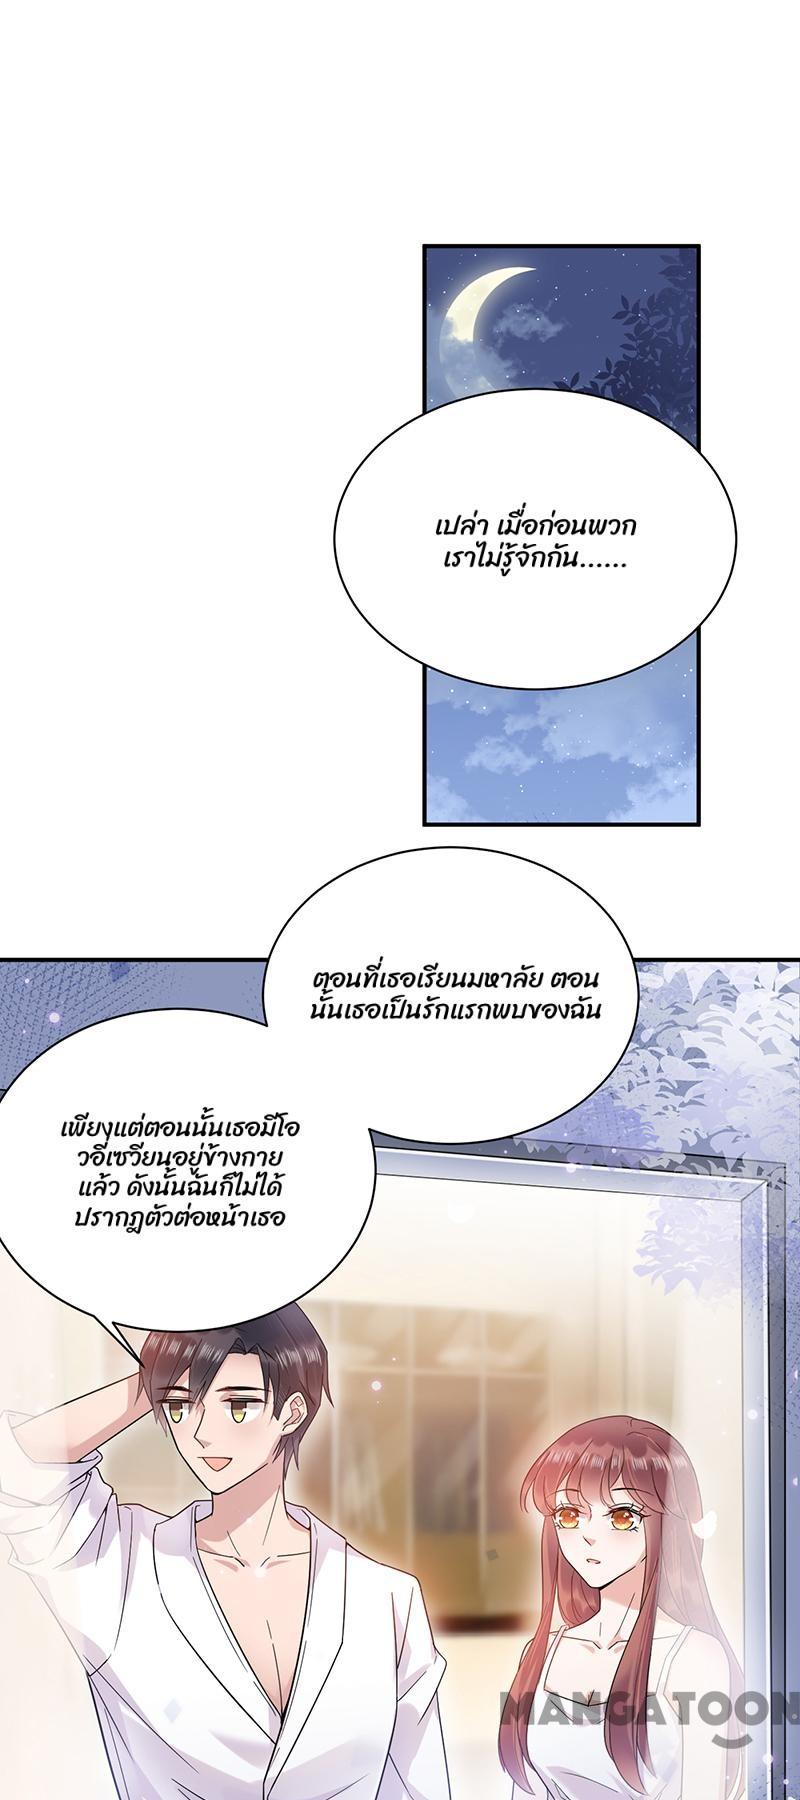 เปล่า เมื่อก่อนพวก
เราไม่รู้จักกัน......
ตอนที่เธอเรียนมหาลัย ตอน
นั้นเธอเป็นรักแรกพบของฉัน
เพียงแต่ตอนนั้นเธอมีโอ
วอี้เซวียนอยู่ข้างกาย
แล้ว ดังนั้นฉันก็ไม่ได้
ปรากฎตัวต่อหน้าเธอ
MANGATOON